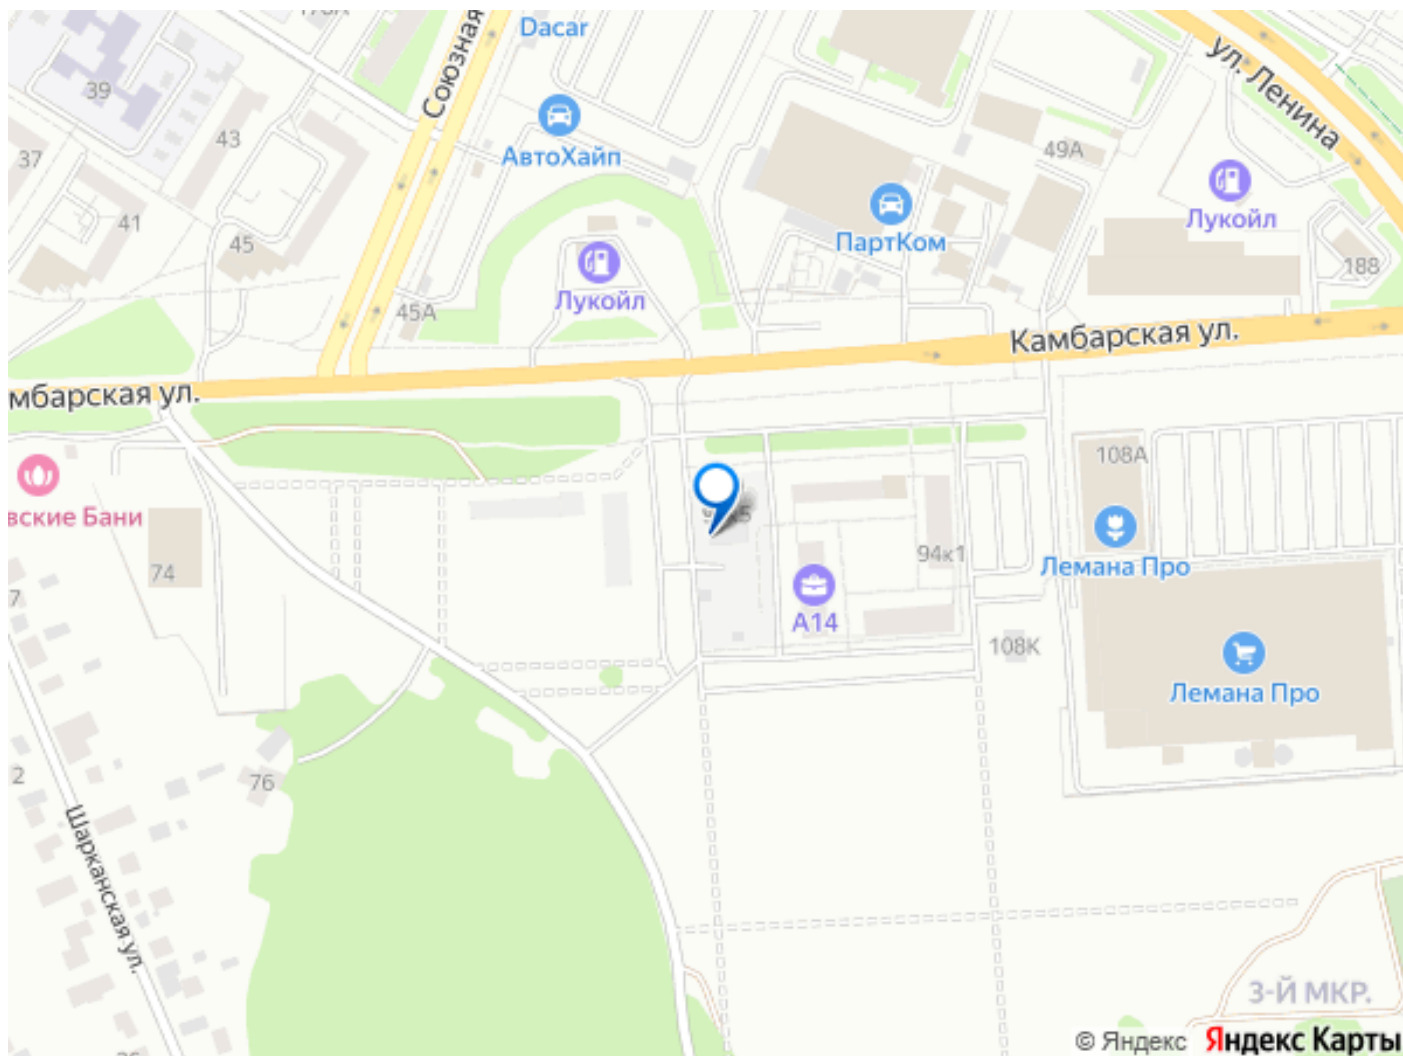 Dacar
Союзная
ул. Ленина
39
43
АвтоХайп
49А
37
41
Лукойл
45
ПартКом
188
Лукойл
45А
Камбарская ул.
мбарская ул.
108А
вские Бани
94к1
Лемана Про
74
7
А14
108К
Лемана Про
2
76
Шарканская ул.
3-Й МКР.
© Яндекс Яндекс Карты